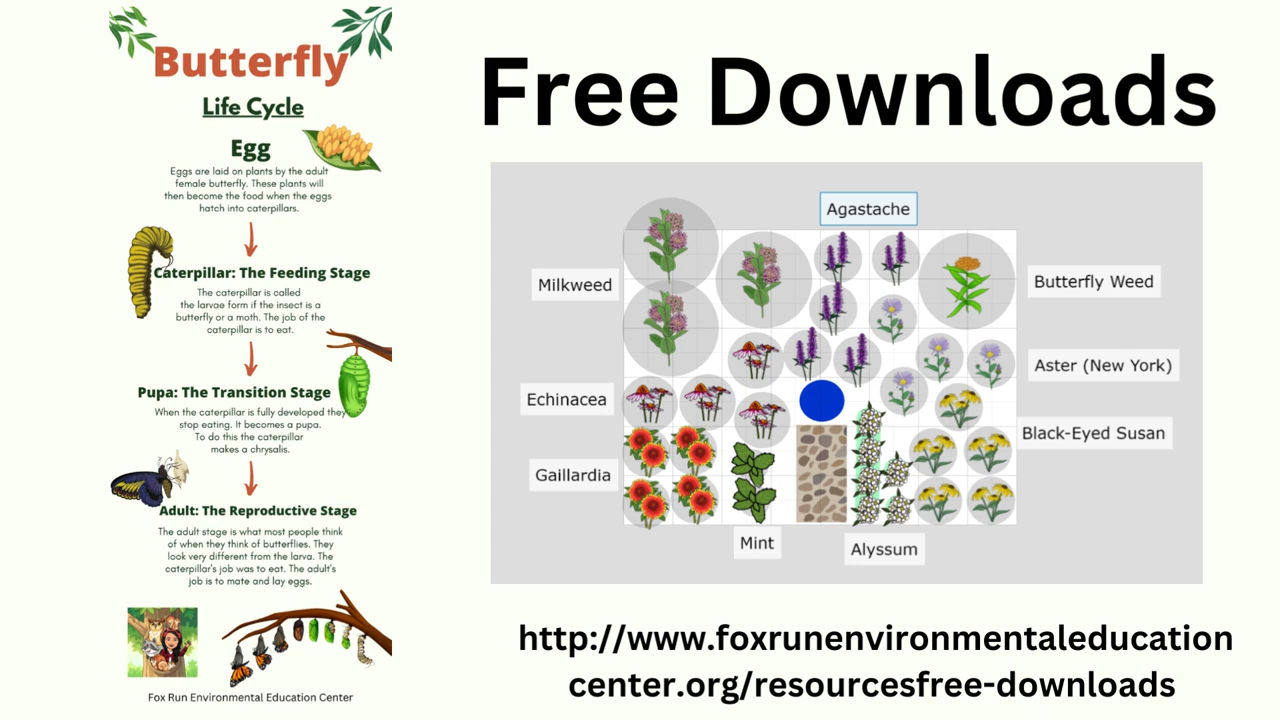 Butterfly
Life Cycle
Egg
Eggs are laid on plants by the adult
female butterfly. These plants will
then become the food when the eggs
hatch into caterpillars.
Caterpillar: The Feeding Stage
The caterpillar is called
the larvae form if the insect is a
butterfly or a moth. The job of the
caterpillar is to eat.
Pupa: The Transition Stage
When the caterpillar is fully developed they
stop eating. It becomes a pupa.
To do this the caterpillar
makes a chrysalis.
Adult: The Reproductive Stage
The adult stage is what most people think
of when they think of butterflies. They
look very different from the larva. The
caterpillar's job was to eat. The adult's
job is to mate and lay eggs.
Fox Run Environmental Education Center
Free Downloads
Agastache
Milkweed
Butterfly Weed
Aster (New York)
Echinacea
Black-Eyed Susan
Gaillardia
Mint
Alyssum
http://www.foxrunenvironmentaleducation
center.org/resourcesfree-downloads